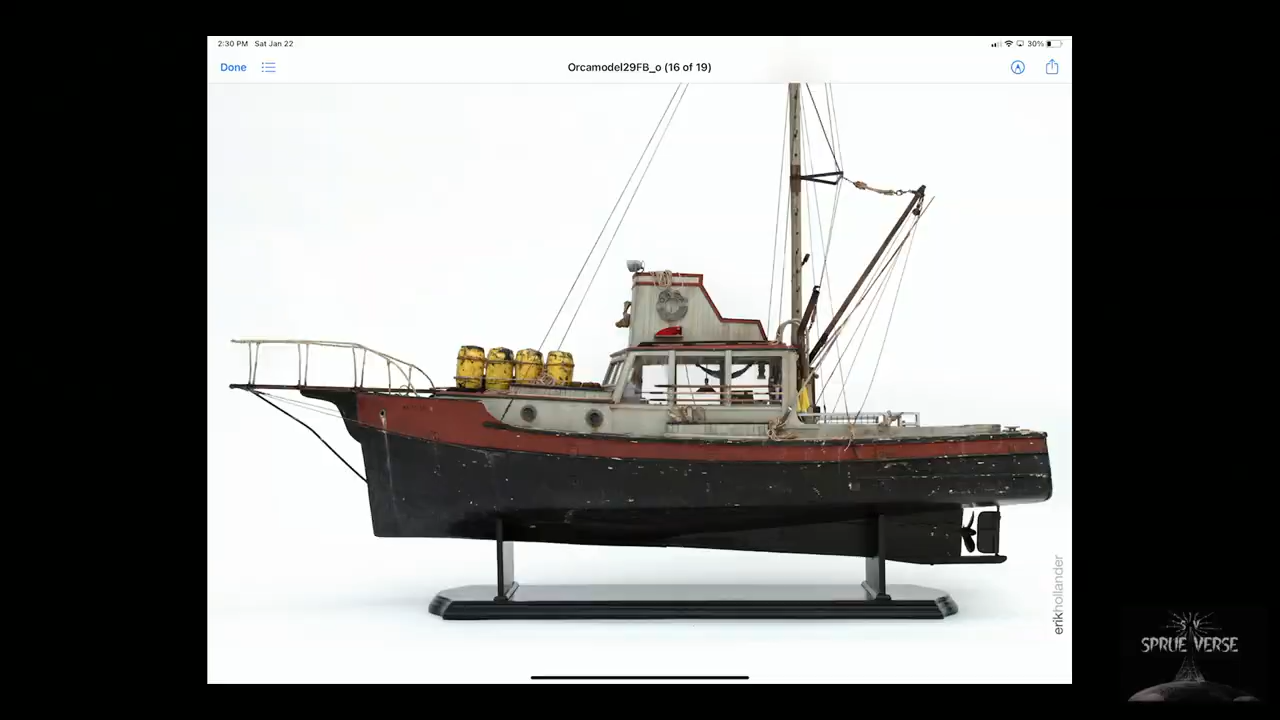 2:30 PM Sat Jan 22
30%
Done
Orcamodel29FB_o (16 of 19)
erikhollander
S V
SPRUE VERSE